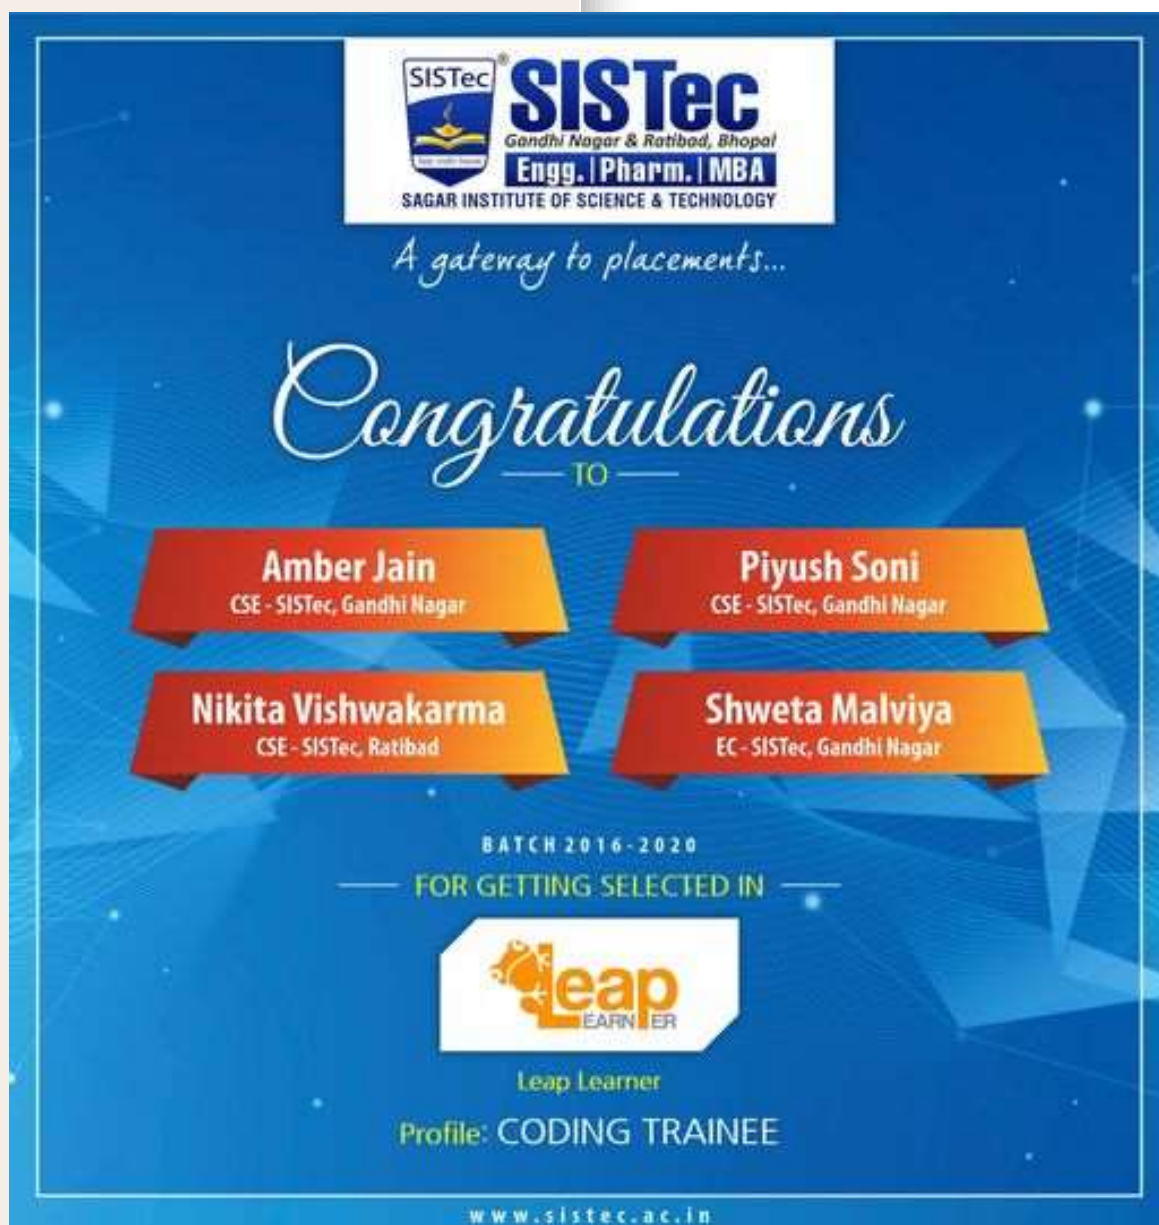 SISTec
SISTec®
Gandhi Nagar & Ratibad, Bhopal
Engg. | Pharm. | MBA
SAGAR INSTITUTE OF SCIENCE & TECHNOLOGY
A gateway to placements...
Congratulations
TO
Amber Jain
CSE - SISTec, Gandhi Nagar
Piyush Soni
CSE - SISTec, Gandhi Nagar
Nikita Vishwakarma
CSE - SISTec, Ratibad
Shweta Malviya
EC - SISTec, Gandhi Nagar
BATCH 2016-2020
FOR GETTING SELECTED IN
Leap
LEARNER
Leap Learner
Profile: CODING TRAINEE
www.sistec.ac.in